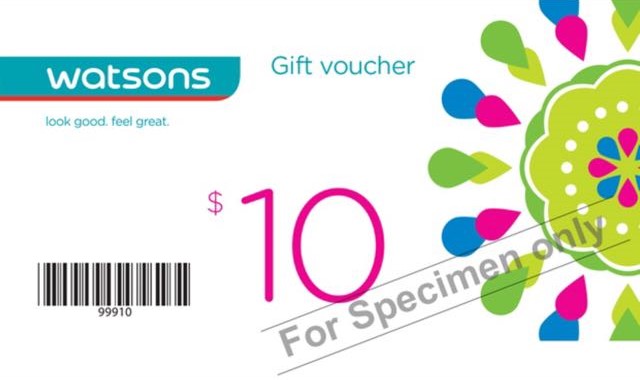 watsons
Gift voucher
look good. feel great.
$10
99910
For Specimen only